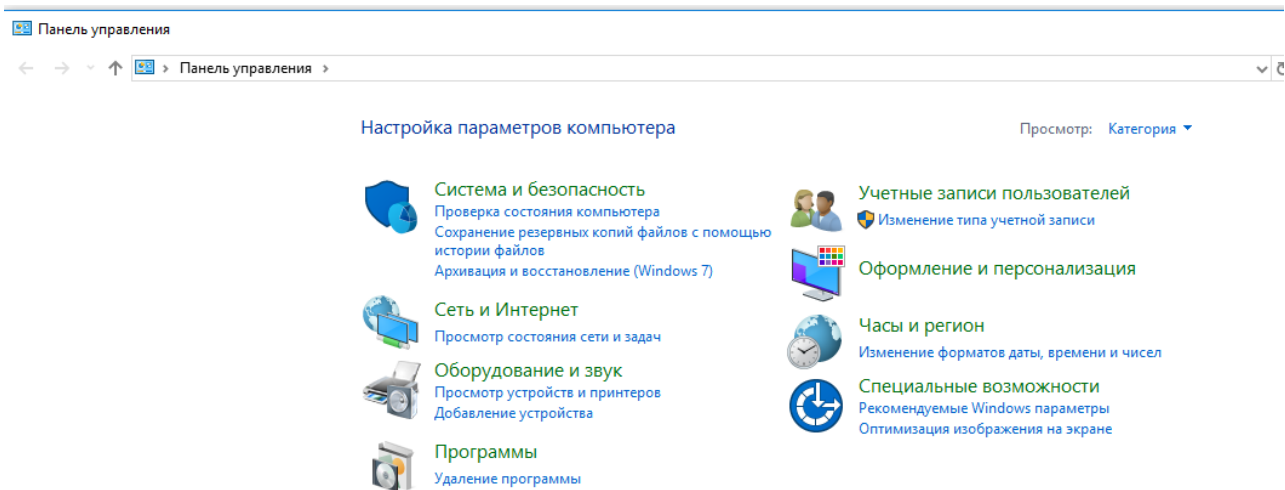 Панель управления
Панель управления
Настройка параметров компьютера
Просмотр: Категория
Система и безопасность
Проверка состояния компьютера
Сохранение резервных копий файлов с помощью
истории файлов
Архивация и восстановление (Windows 7)
Сеть и Интернет
Просмотр состояния сети и задач
Оборудование и звук
Просмотр устройств и принтеров
Добавление устройства
Программы
Удаление программы
Учетные записи пользователей
Изменение типа учетной записи
Оформление и персонализация
Часы и регион
Изменение форматов даты, времени и чисел
Специальные возможности
Рекомендуемые Windows параметры
Оптимизация изображения на экране